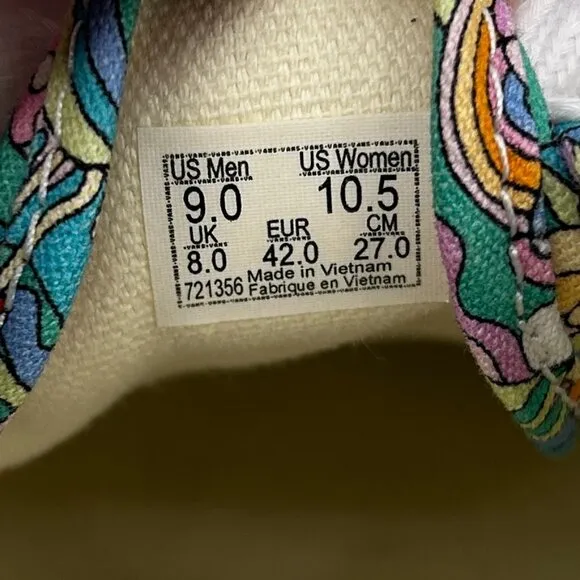 US Men US Women
9.0 10.5
UK EUR CM
8.0 42.0 27.0
721356 Made in Vietnam
Fabrique en Vietnam